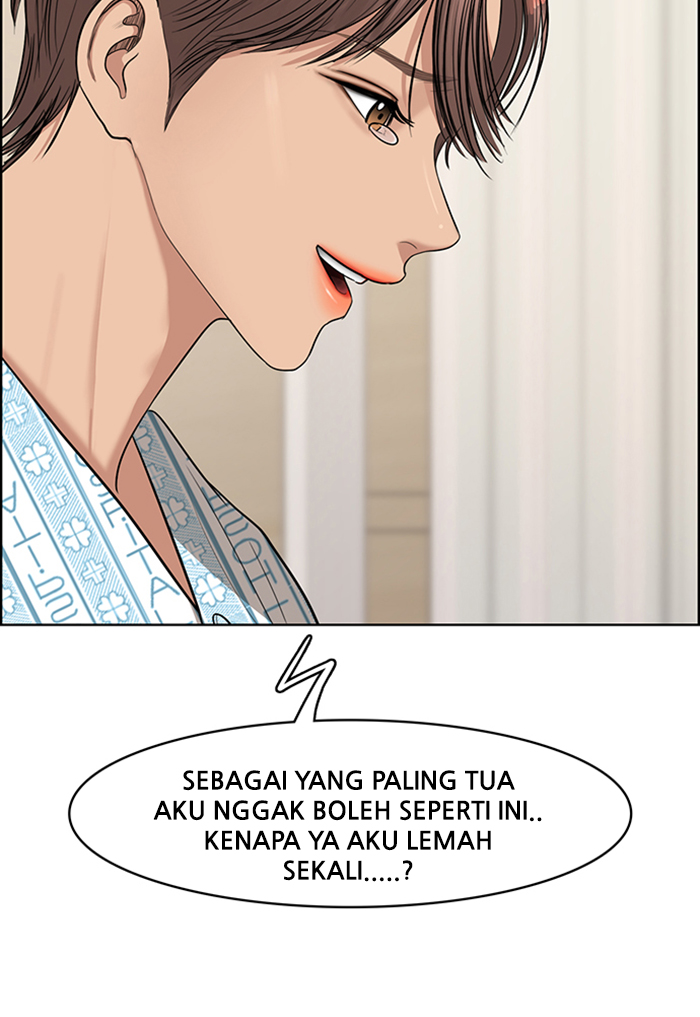 SEBAGAI YANG PALING TUA
AKU NGGAK BOLEH SEPERTI INI..
KENAPA YA AKU LEMAH
SEKALI.....?